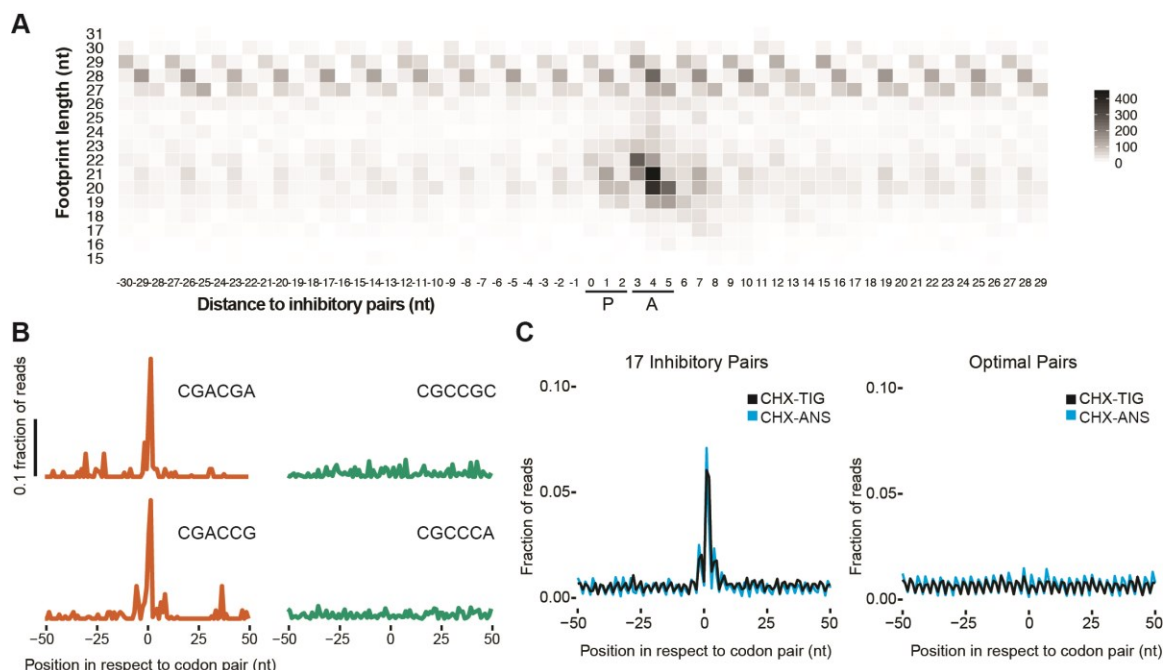 A
Footprint length (nt)
31
30
29
28
27
26
25
24
23
22
21
20
19
18
17
16
15
400
300
200
100
0
-30 -29 -28 -27 -26 -25 -24 -23 -22 -21 -20 -19 -18 -17 -16 -15 -14 -13 -12 -11 -10 -9 -8 -7 -6 -5 -4 -3 -2 -1 0 1 2 3 4 5 6 7 8 9 10 11 12 13 14 15 16 17 18 19 20 21 22 23 24 25 26 27 28 29
Distance to inhibitory pairs (nt)
P A
B
0.1 fraction of reads
CGACGA
CGCCGC
CGACCG
CGCCCA
−50 −25 0 25 50
−50 −25 0 25 50
Position in respect to codon pair (nt)
C
17 Inhibitory Pairs
CHX-TIG
CHX-ANS
Fraction of reads
0.10
0.05
0.00
−50 −25 0 25 50
Position in respect to codon pair (nt)
Optimal Pairs
CHX-TIG
CHX-ANS
Fraction of reads
0.10
0.05
0.00
−50 −25 0 25 50
Position in respect to codon pair (nt)